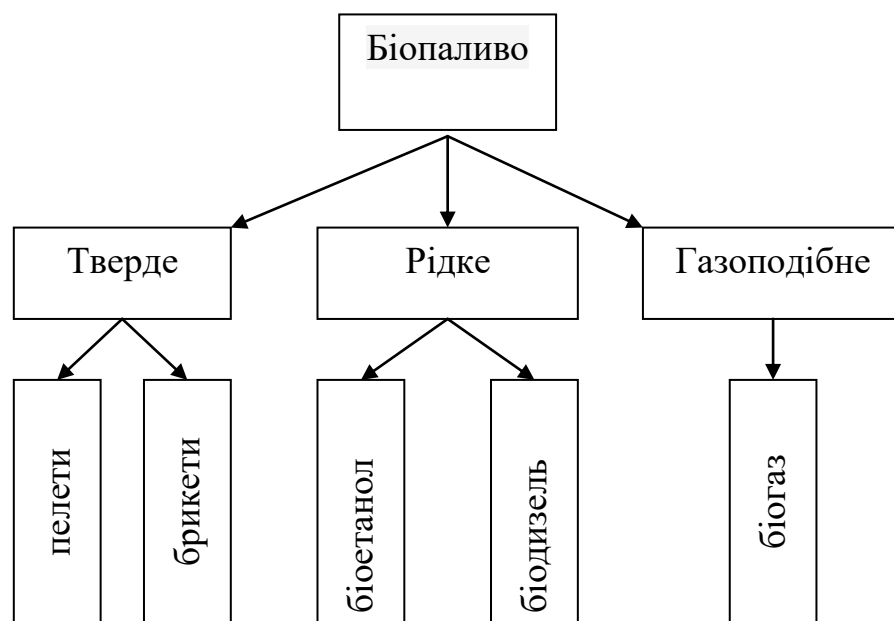 Біопаливо
Тверде
Рідке
Газоподібне
пелети
брикети
біоетанол
біодизель
біогаз